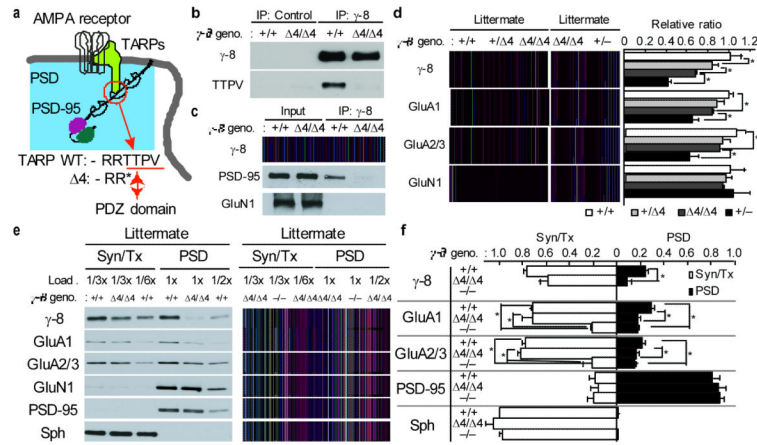 a
AMPA receptor
TARPs
PSD
PSD-95
TARP WT: - RRTTPV
Δ4: - RR*
PDZ domain
b
IP: Control IP: γ-8
γ-8 geno. : +/+ Δ4/Δ4 +/+ Δ4/Δ4
γ-8
TTPV
c
Input IP: γ-8
γ-8 geno. : +/+ Δ4/Δ4 +/+ Δ4/Δ4
γ-8
PSD-95
GluN1
d
Littermate Littermate Relative ratio
γ-8 geno. : +/+ +/Δ4 Δ4/Δ4 Δ4/Δ4 +/– 0 0.2 0.4 0.6 0.8 1.0
γ-8
GluA1
GluA2/3
GluN1
+/+ +/Δ4 Δ4/Δ4 +/–
e
Littermate Littermate
Syn/Tx PSD Syn/Tx PSD
Load. 1/3x 1/3x 1/6x 1x 1x 1/2x 1/3x 1/3x 1/6x 1x 1x 1/2x
γ-8 geno. +/+ Δ4/Δ4 +/+ +/+ Δ4/Δ4 +/+ Δ4/Δ4 –/– Δ4/Δ4 Δ4/Δ4 –/– Δ4/Δ4
γ-8
GluA1
GluA2/3
GluN1
PSD-95
Sph
f
Syn/Tx PSD
γ-8 geno. : 1.0 0.8 0.6 0.4 0.2 0 0.2 0.4 0.6 0.8 1.0
γ-8 +/+ Δ4/Δ4 –/–
Syn/Tx
PSD
GluA1 +/+ Δ4/Δ4 –/–
GluA2/3 +/+ Δ4/Δ4 –/–
PSD-95 +/+ Δ4/Δ4 –/–
Sph +/+ Δ4/Δ4 –/–